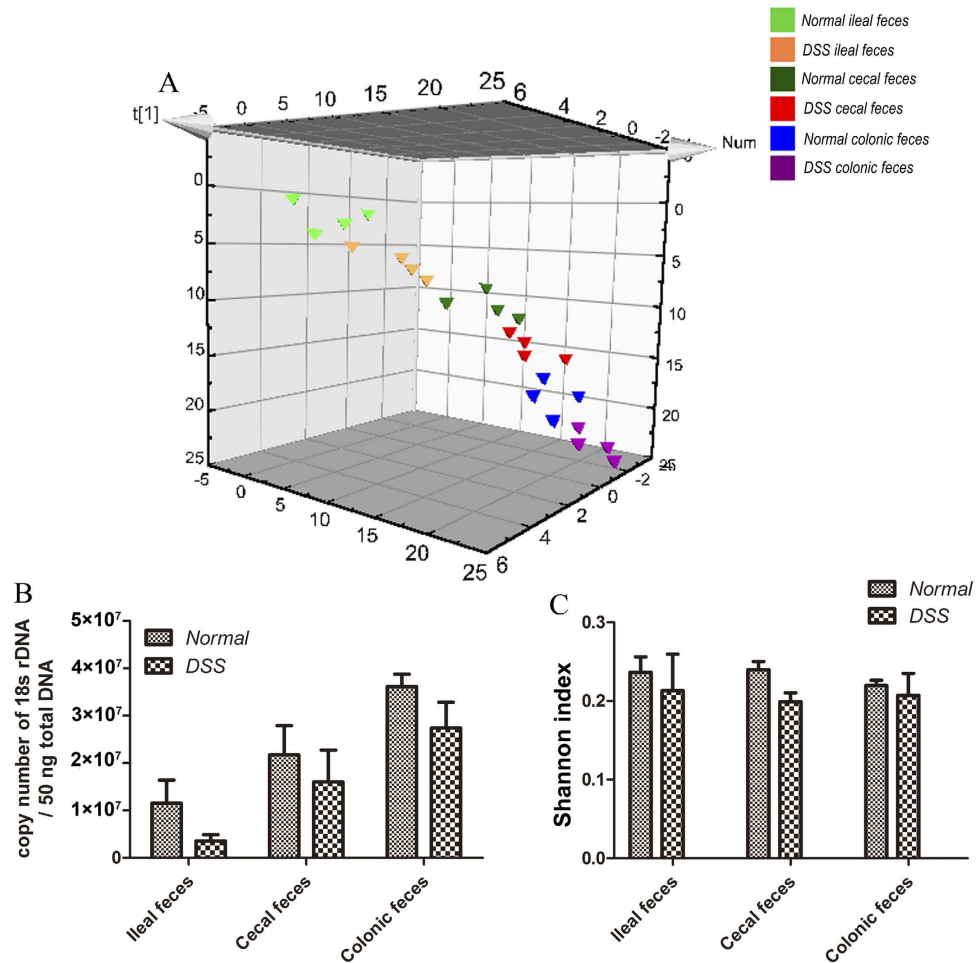 Normal ileal feces
DSS ileal feces
Normal cecal feces
DSS cecal feces
Normal colonic feces
DSS colonic feces
A
t[1]
-5 0 5 10 15 20 25
6 4 2 0 -2
Num
0
5
10
15
20
25
0
5
10
15
20
-5 0 5 10 15 20 25
6 4 2 0 -2
B
copy number of 18s rDNA
/ 50 ng total DNA
5×10⁷
4×10⁷
3×10⁷
2×10⁷
1×10⁷
0
Normal
DSS
Ileal feces
Cecal feces
Colonic feces
C
Normal
DSS
Shannon index
0.3
0.2
0.1
0.0
Ileal feces
Cecal feces
Colonic feces